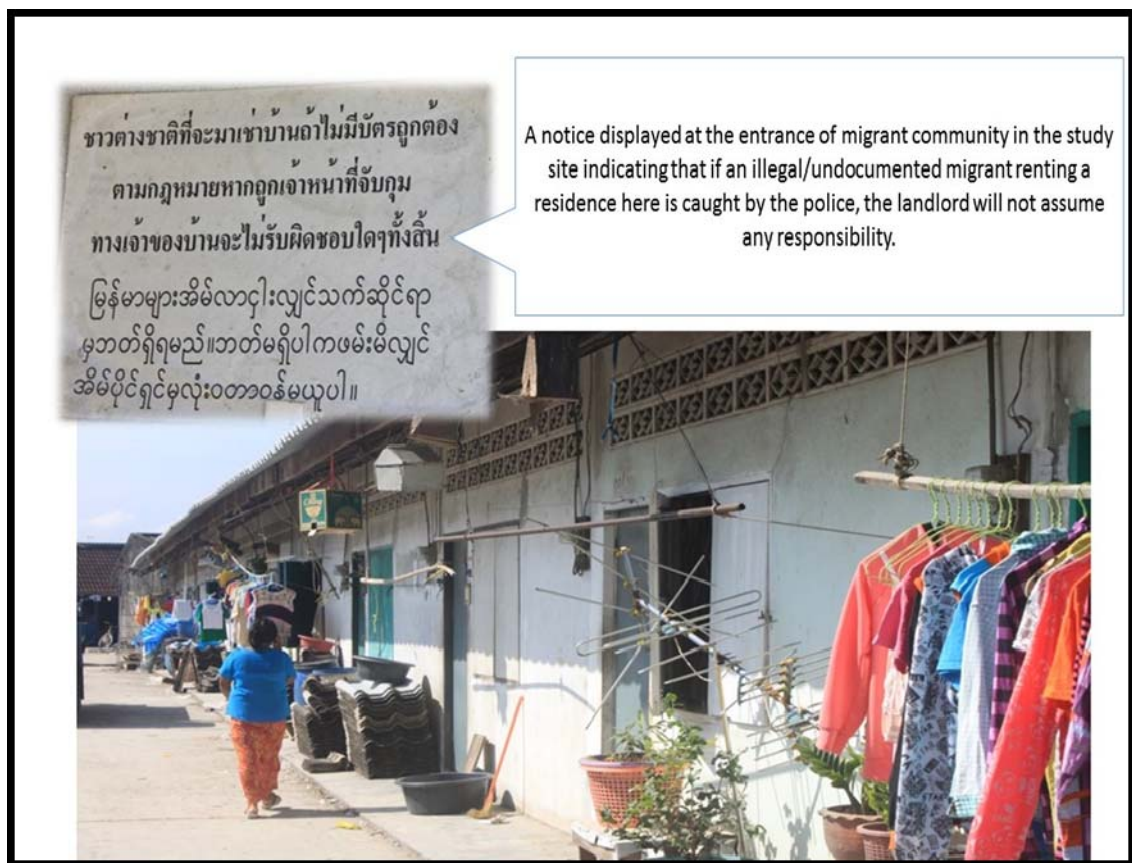 ชาวต่างชาติที่จะมาเช่าบ้านถ้าไม่มีบัตรถูกต้อง
ตามกฎหมายหากถูกเจ้าหน้าที่จับกุม
ทางเจ้าของบ้านจะไม่รับผิดชอบใดๆทั้งสิ้น
မြန်မာများအိမ်လာငှါးလျှင်သက်ဆိုင်ရာ
မှဘတ်ရှိရမည်။ဘတ်မရှိပါကဖမ်းမိလျှင်
အိမ်ပိုင်ရှင်မှလုံးဝတာဝန်မယူပါ။
A notice displayed at the entrance of migrant community in the study
site indicating that if an illegal/undocumented migrant renting a
residence here is caught by the police, the landlord will not assume
any responsibility.